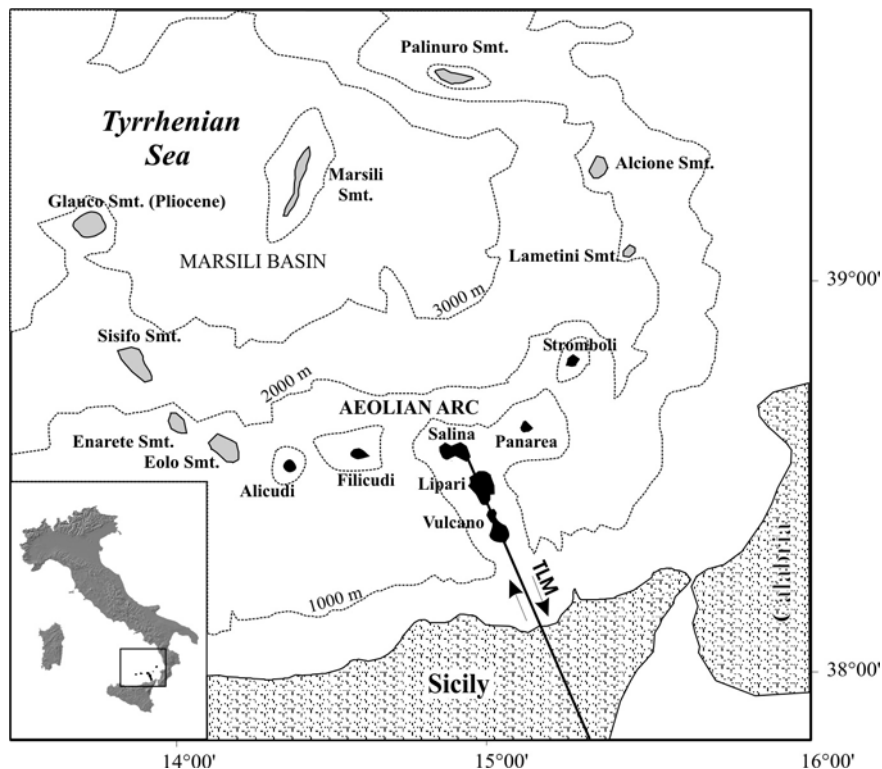 Palinuro Smt.
Tyrrhenian
Sea
Marsili
Smt.
Alcione Smt.
Glauco Smt. (Pliocene)
MARSILI BASIN
Lametini Smt.
39°00'
3000 m
Sisifo Smt.
Stromboli
2000 m
AEOLIAN ARC
Enarete Smt.
Salina
Panarea
Eolo Smt.
Alicudi
Filicudi
Lipari
Vulcano
Calabria
TLM
1000 m
38°00'
Sicily
14°00'
15°00'
16°00'